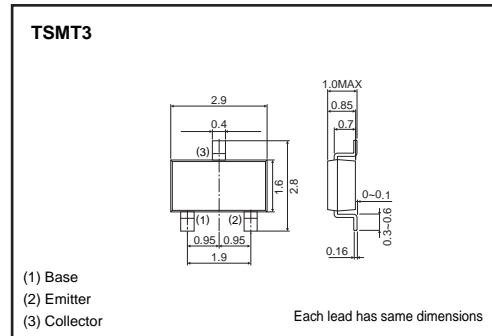 TSMT3
1.0MAX
2.9
0.85
0.4
0.7
(3)
1.6
2.8
0~0.1
(1)
(2)
0.3~0.6
0.95
0.95
0.16
1.9
(1) Base
(2) Emitter
(3) Collector
Each lead has same dimensions